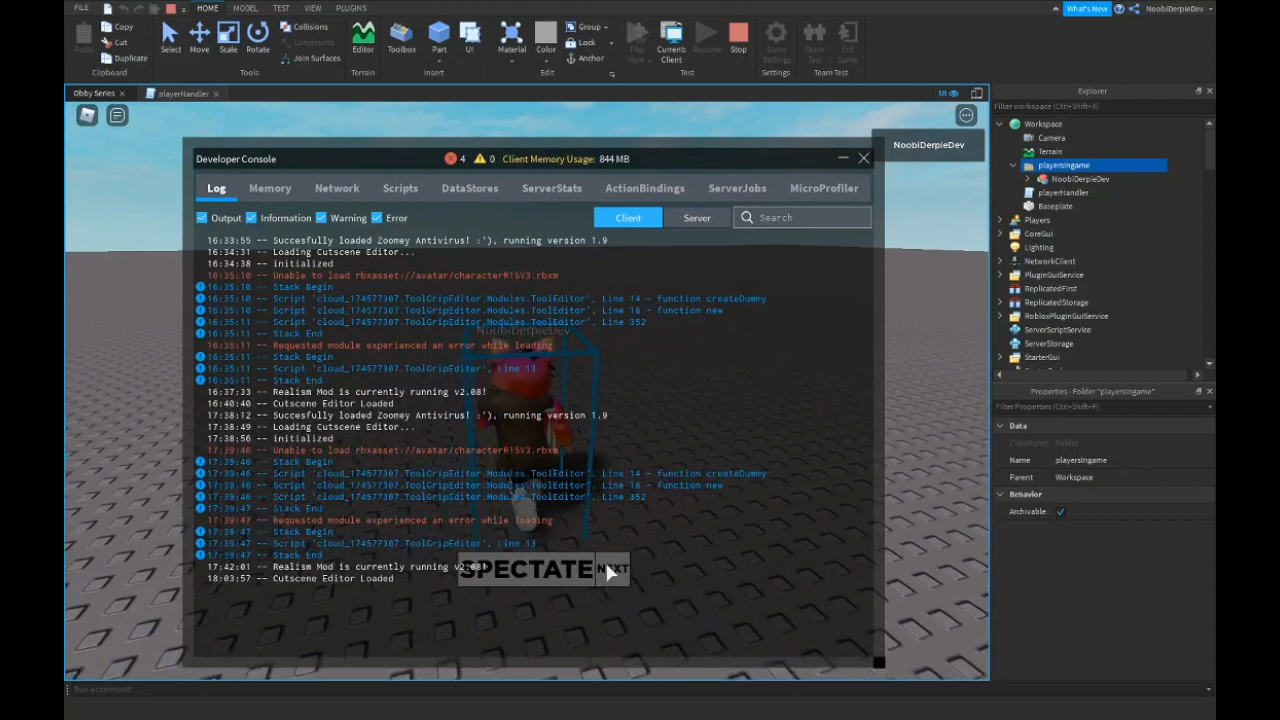 FILE HOME MODEL TEST VIEW PLUGINS What's New NoobiDerpieDev
Copy Cut Duplicate Paste Clipboard
Select Move Scale Rotate Collisions Constraints Join Surfaces Tools
Editor Terrain
Toolbox Part UI Insert
Material Color Group Lock Anchor Edit
Play Here Current: Client Resume Stop Test
Game Settings Settings
Team Test Exit Game Team Test
Obby Series playerHandler UI
Developer Console 4 0 Client Memory Usage: 844 MB
Log Memory Network Scripts DataStores ServerStats ActionBindings ServerJobs MicroProfiler
Output Information Warning Error Client Server Search
16:33:55 -- Succesfully loaded Zoomey Antivirus! :'), running version 1.9
16:34:31 -- Loading Cutscene Editor...
16:34:38 -- initialized
16:35:10 -- Unable to load rbxasset://avatar/characterR15V3.rbxm
16:35:10 -- Stack Begin
16:35:10 -- Script 'cloud_174577307.ToolGripEditor.Modules.ToolEditor', Line 14 - function createDummy
16:35:10 -- Script 'cloud_174577307.ToolGripEditor.Modules.ToolEditor', Line 18 - function new
16:35:11 -- Script 'cloud_174577307.ToolGripEditor.Modules.ToolEditor', Line 352
16:35:11 -- Stack End
16:35:11 -- Requested module experienced an error while loading
16:35:11 -- Stack Begin
16:35:11 -- Script 'cloud_174577307.ToolGripEditor', Line 13
16:35:11 -- Stack End
16:37:33 -- Realism Mod is currently running v2.08!
16:40:40 -- Cutscene Editor Loaded
17:38:12 -- Succesfully loaded Zoomey Antivirus! :'), running version 1.9
17:38:49 -- Loading Cutscene Editor...
17:38:56 -- initialized
17:39:46 -- Unable to load rbxasset://avatar/characterR15V3.rbxm
17:39:46 -- Stack Begin
17:39:46 -- Script 'cloud_174577307.ToolGripEditor.Modules.ToolEditor', Line 14 - function createDummy
17:39:46 -- Script 'cloud_174577307.ToolGripEditor.Modules.ToolEditor', Line 18 - function new
17:39:46 -- Script 'cloud_174577307.ToolGripEditor.Modules.ToolEditor', Line 352
17:39:47 -- Stack End
17:39:47 -- Requested module experienced an error while loading
17:39:47 -- Stack Begin
17:39:47 -- Script 'cloud_174577307.ToolGripEditor', Line 13
17:39:47 -- Stack End
17:42:01 -- Realism Mod is currently running v2.08!
18:03:57 -- Cutscene Editor Loaded
NoobiDerpieDev
SPECTATE NEXT
NoobiDerpieDev
Explorer
Filter workspace (Ctrl+Shift+X)
Workspace
Camera
Terrain
playersIngame
NoobiDerpieDev
playerHandler
Baseplate
Players
CoreGui
Lighting
NetworkClient
PluginGuiService
ReplicatedFirst
ReplicatedStorage
RobloxPluginGuiService
ServerScriptService
ServerStorage
StarterGui
Properties - Folder "playersIngame"
Filter Properties (Ctrl+Shift+P)
Data
ClassName Folder
Name playersIngame
Parent Workspace
Behavior
Archivable
Run a command